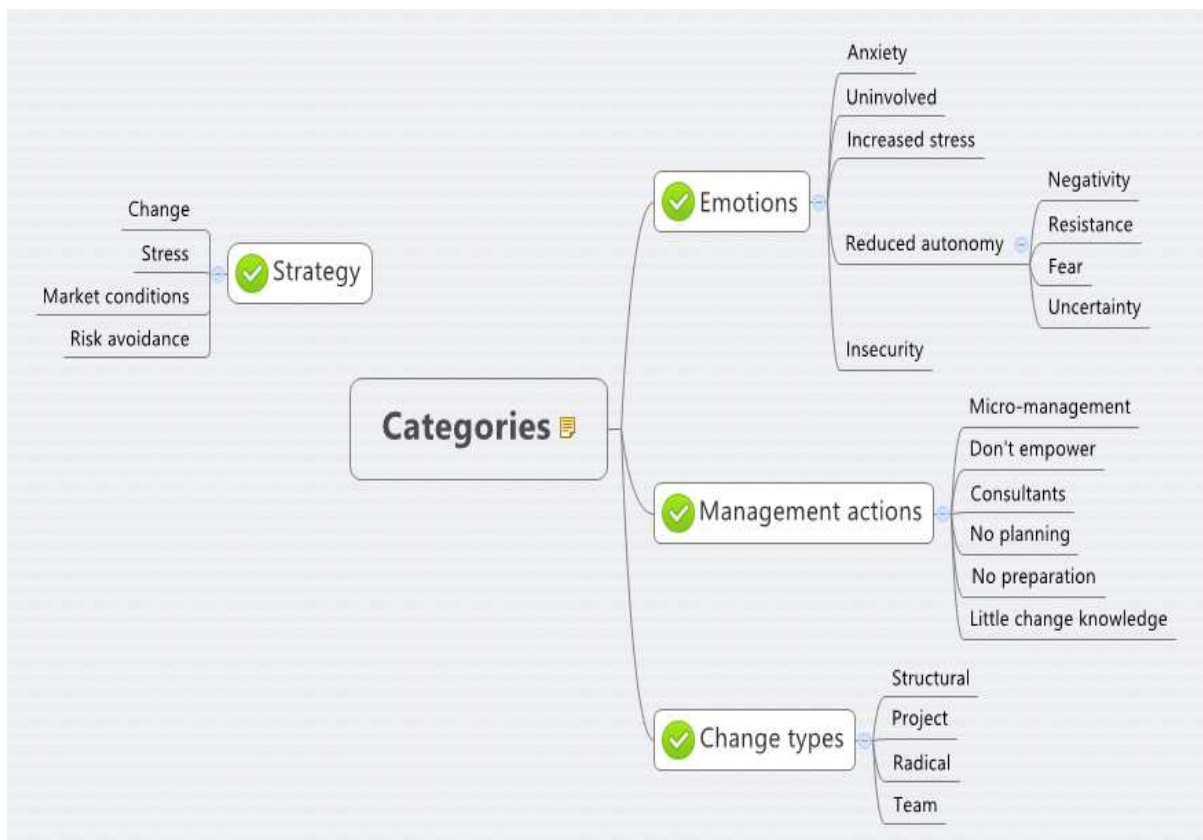 Categories
Strategy
Change
Stress
Market conditions
Risk avoidance
Emotions
Anxiety
Uninvolved
Increased stress
Reduced autonomy
Negativity
Resistance
Fear
Uncertainty
Insecurity
Management actions
Micro-management
Don't empower
Consultants
No planning
No preparation
Little change knowledge
Change types
Structural
Project
Radical
Team